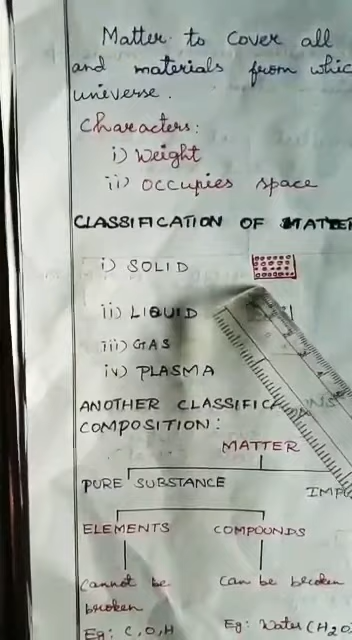 Matter to cover all
and materials from
universe.
Characters:
i) Weight
ii) occupies space
CLASSIFICATION OF MATTER
i) SOLID
ii) LIQUID
iii) GAS
iv) PLASMA
ANOTHER
COMPOSITION:
MATTER
PURE SUBSTANCE
ELEMENTS COMPOUNDS
Cannot be Can be broken
broken
Eg: C, O, H Eg: Water (H2O